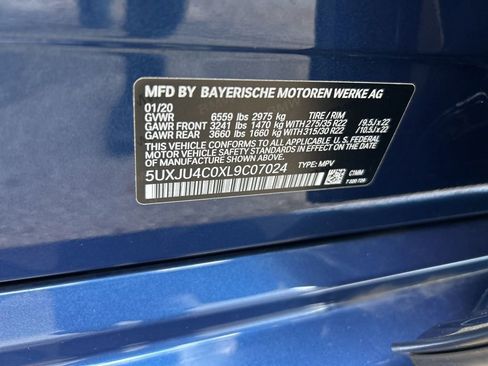 MFD BY BAYERISCHE MOTOREN WERKE AG
01/20
GVWR 6559 lbs 2975 kg TIRE / RIM
GAWR FRONT 3241 lbs 1470 kg WITH 275/35 R22 / 9,5J x 22
GAWR REAR 3660 lbs 1660 kg WITH 315/30 R22 / 10,5J x 22
THIS VEHICLE CONFORMS TO ALL APPLICABLE U.S. FEDERAL MOTOR VEHICLE
SAFETY STANDARDS IN EFFECT ON THE DATE OF MANUFACTURE SHOWN ABOVE.
5UXJU4C0XL9C07024 TYPE: MPV
C1MM